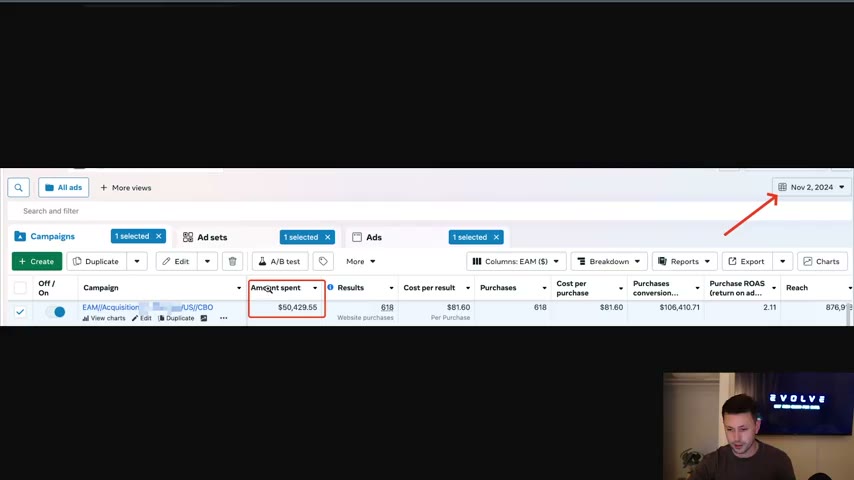 All ads
+ More views
Nov 2, 2024
Search and filter
Campaigns
1 selected ×
Ad sets
1 selected ×
Ads
1 selected ×
+ Create
Duplicate
Edit
A/B test
More
Columns: EAM ($)
Breakdown
Reports
Export
Charts
Off / On
Campaign
Amount spent
Results
Cost per result
Purchases
Cost per purchase
Purchases conversion...
Purchase ROAS (return on ad...
Reach
EAM//Acquisition
/US//CBO
$50,429.55
618
$81.60
618
$81.60
$106,410.71
2.11
View charts
Edit
Duplicate
...
Website purchases
Per Purchase
EVOLVE